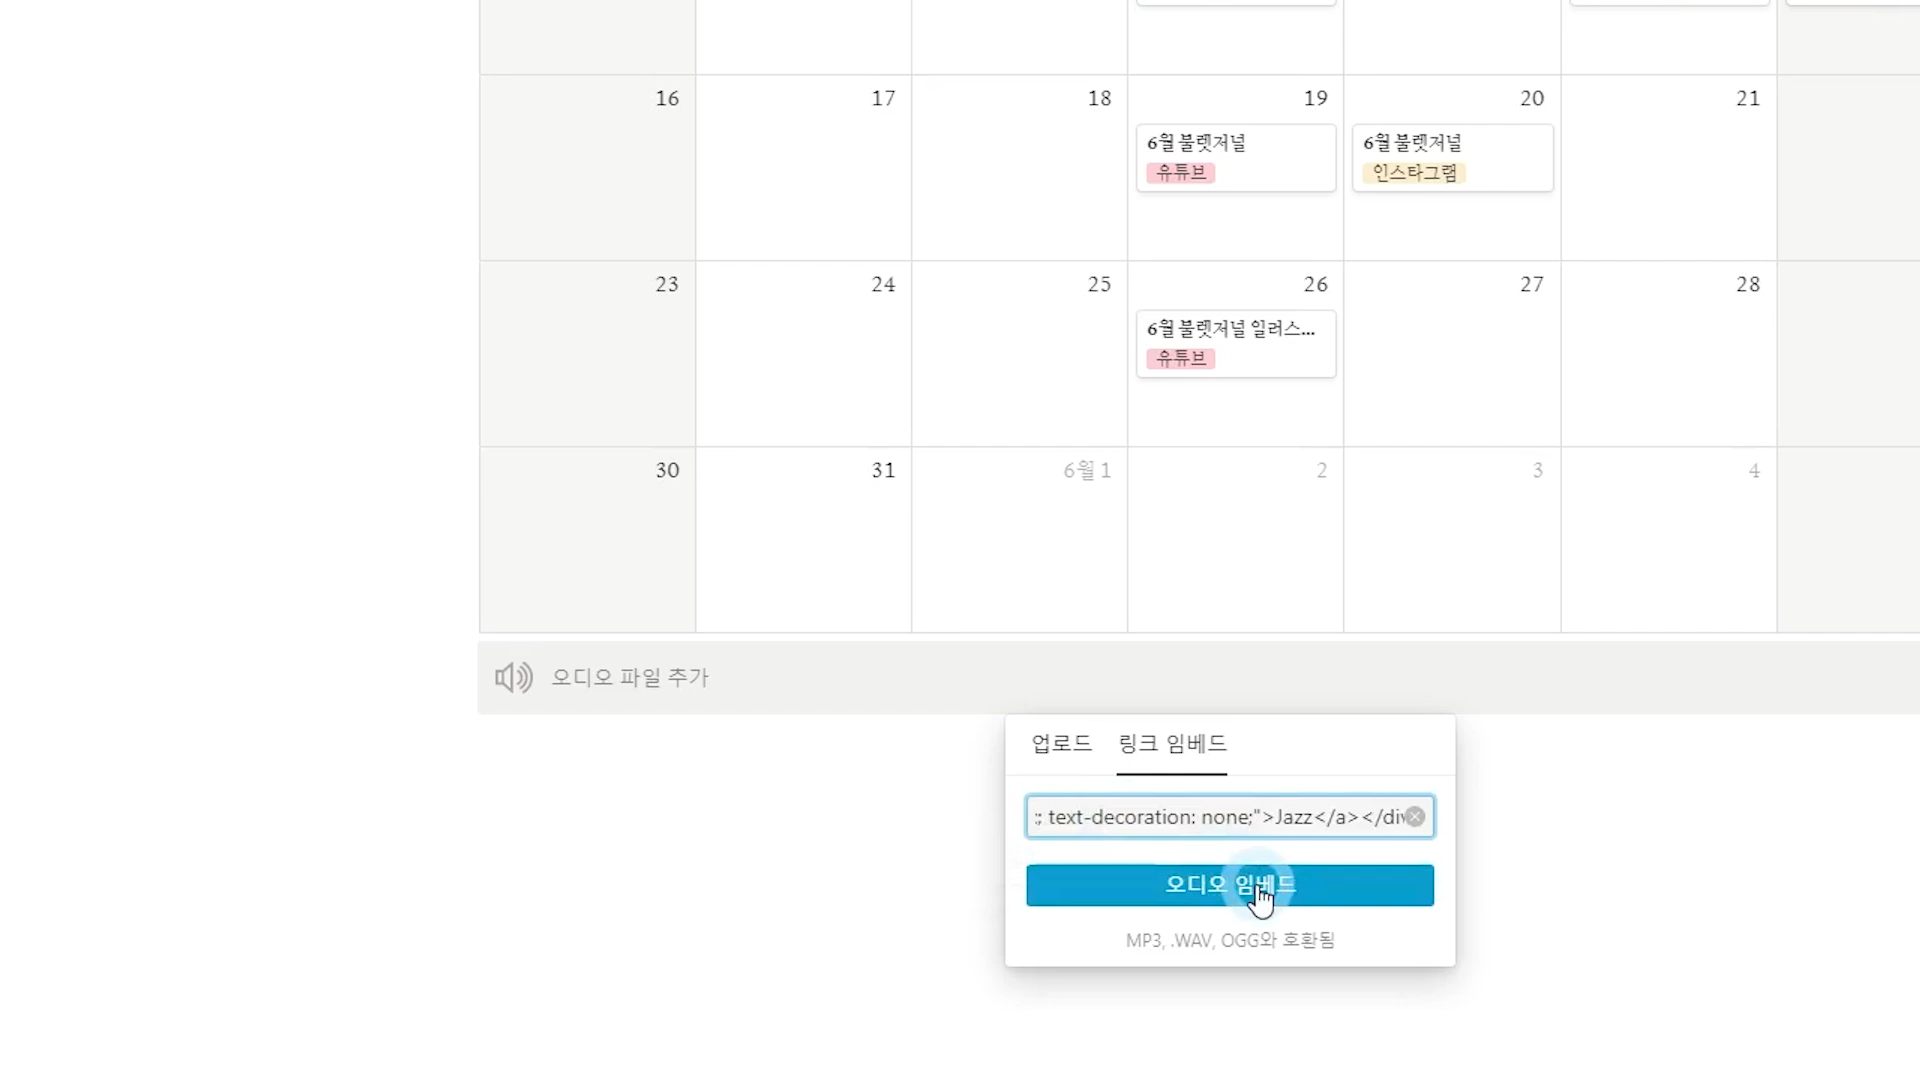 16
17
18
19
20
21
6월 불렛저널
유튜브
6월 불렛저널
인스타그램
23
24
25
26
27
28
6월 불렛저널 일러스...
유튜브
30
31
6월 1
2
3
4
오디오 파일 추가
업로드 링크 임베드
; text-decoration: none;">Jazz</a></div
오디오 임베드
MP3, .WAV, OGG와 호환됨